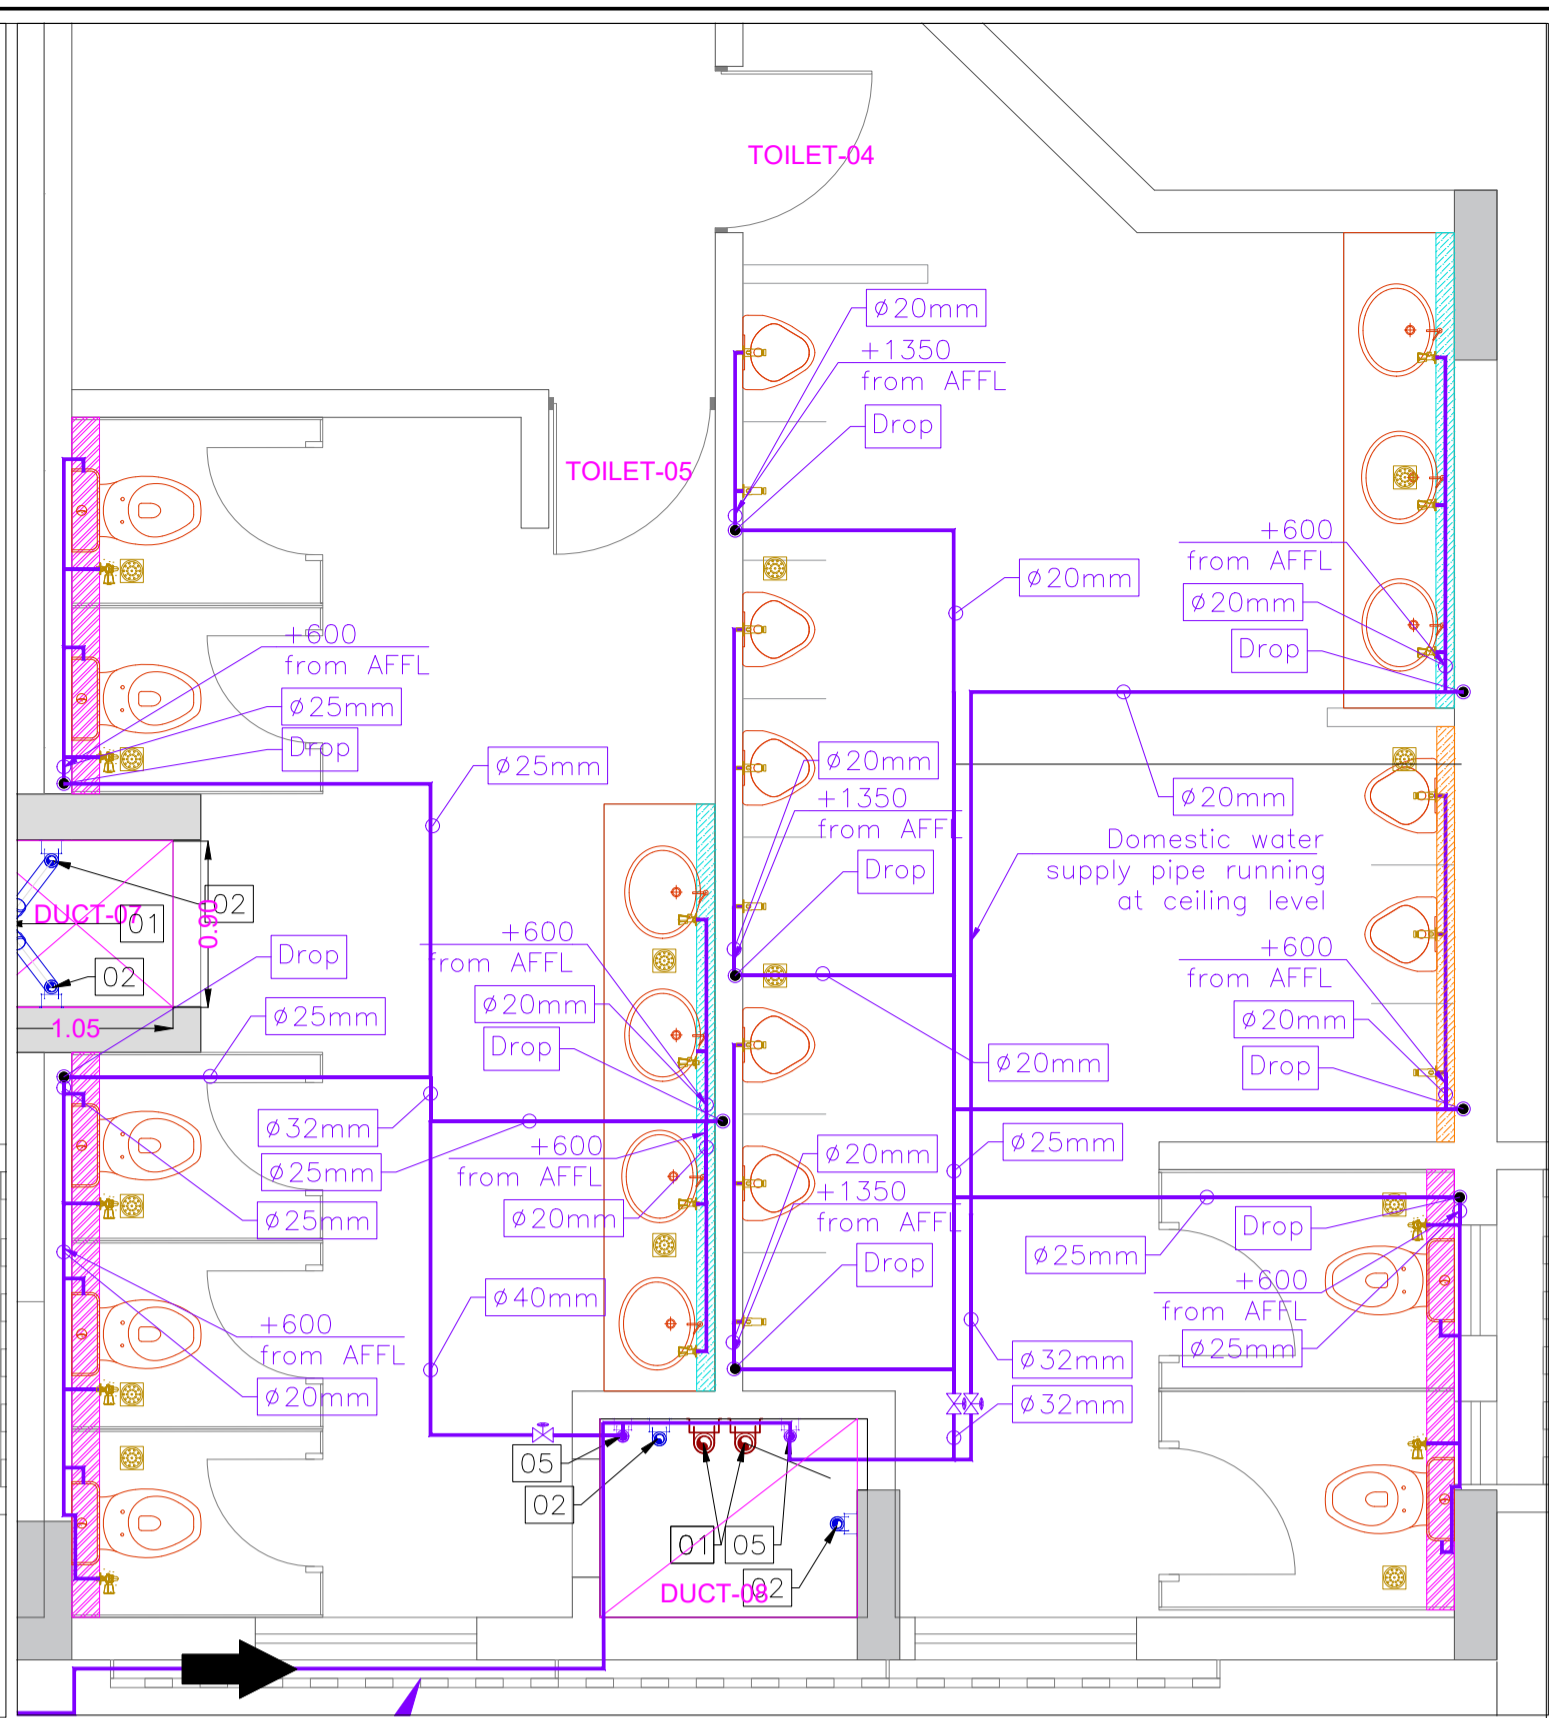 TOILET-04
ø20mm
+1350
from AFFL
Drop
TOILET-05
+600
from AFFL
ø20mm
Drop
ø20mm
+600
from AFFL
ø25mm
Drop
ø25mm
ø20mm
+1350
from AFFL
Drop
ø20mm
Domestic water
supply pipe running
at ceiling level
DUCT-07
01
02
02
0.90
1.05
Drop
ø25mm
+600
from AFFL
ø20mm
Drop
+600
from AFFL
ø20mm
Drop
ø20mm
ø32mm
ø25mm
+600
from AFFL
ø20mm
ø25mm
ø25mm
ø20mm
+1350
from AFFL
Drop
Drop
ø25mm
+600
from AFFL
ø25mm
ø40mm
+600
from AFFL
ø20mm
ø32mm
ø32mm
05
02
01
05
02
DUCT-08